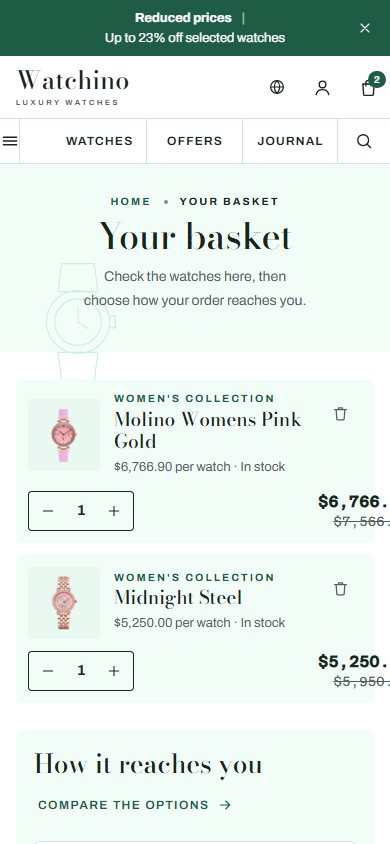 Reduced prices |
Up to 23% off selected watches
Watchino
LUXURY WATCHES
2
WATCHES
OFFERS
JOURNAL
HOME • YOUR BASKET
Your basket
Check the watches here, then
choose how your order reaches you.
WOMEN'S COLLECTION
Molino Womens Pink
Gold
$6,766.90 per watch · In stock
− 1 +
$6,766.
$7,566.
WOMEN'S COLLECTION
Midnight Steel
$5,250.00 per watch · In stock
− 1 +
$5,250.
$5,950.
How it reaches you
COMPARE THE OPTIONS →